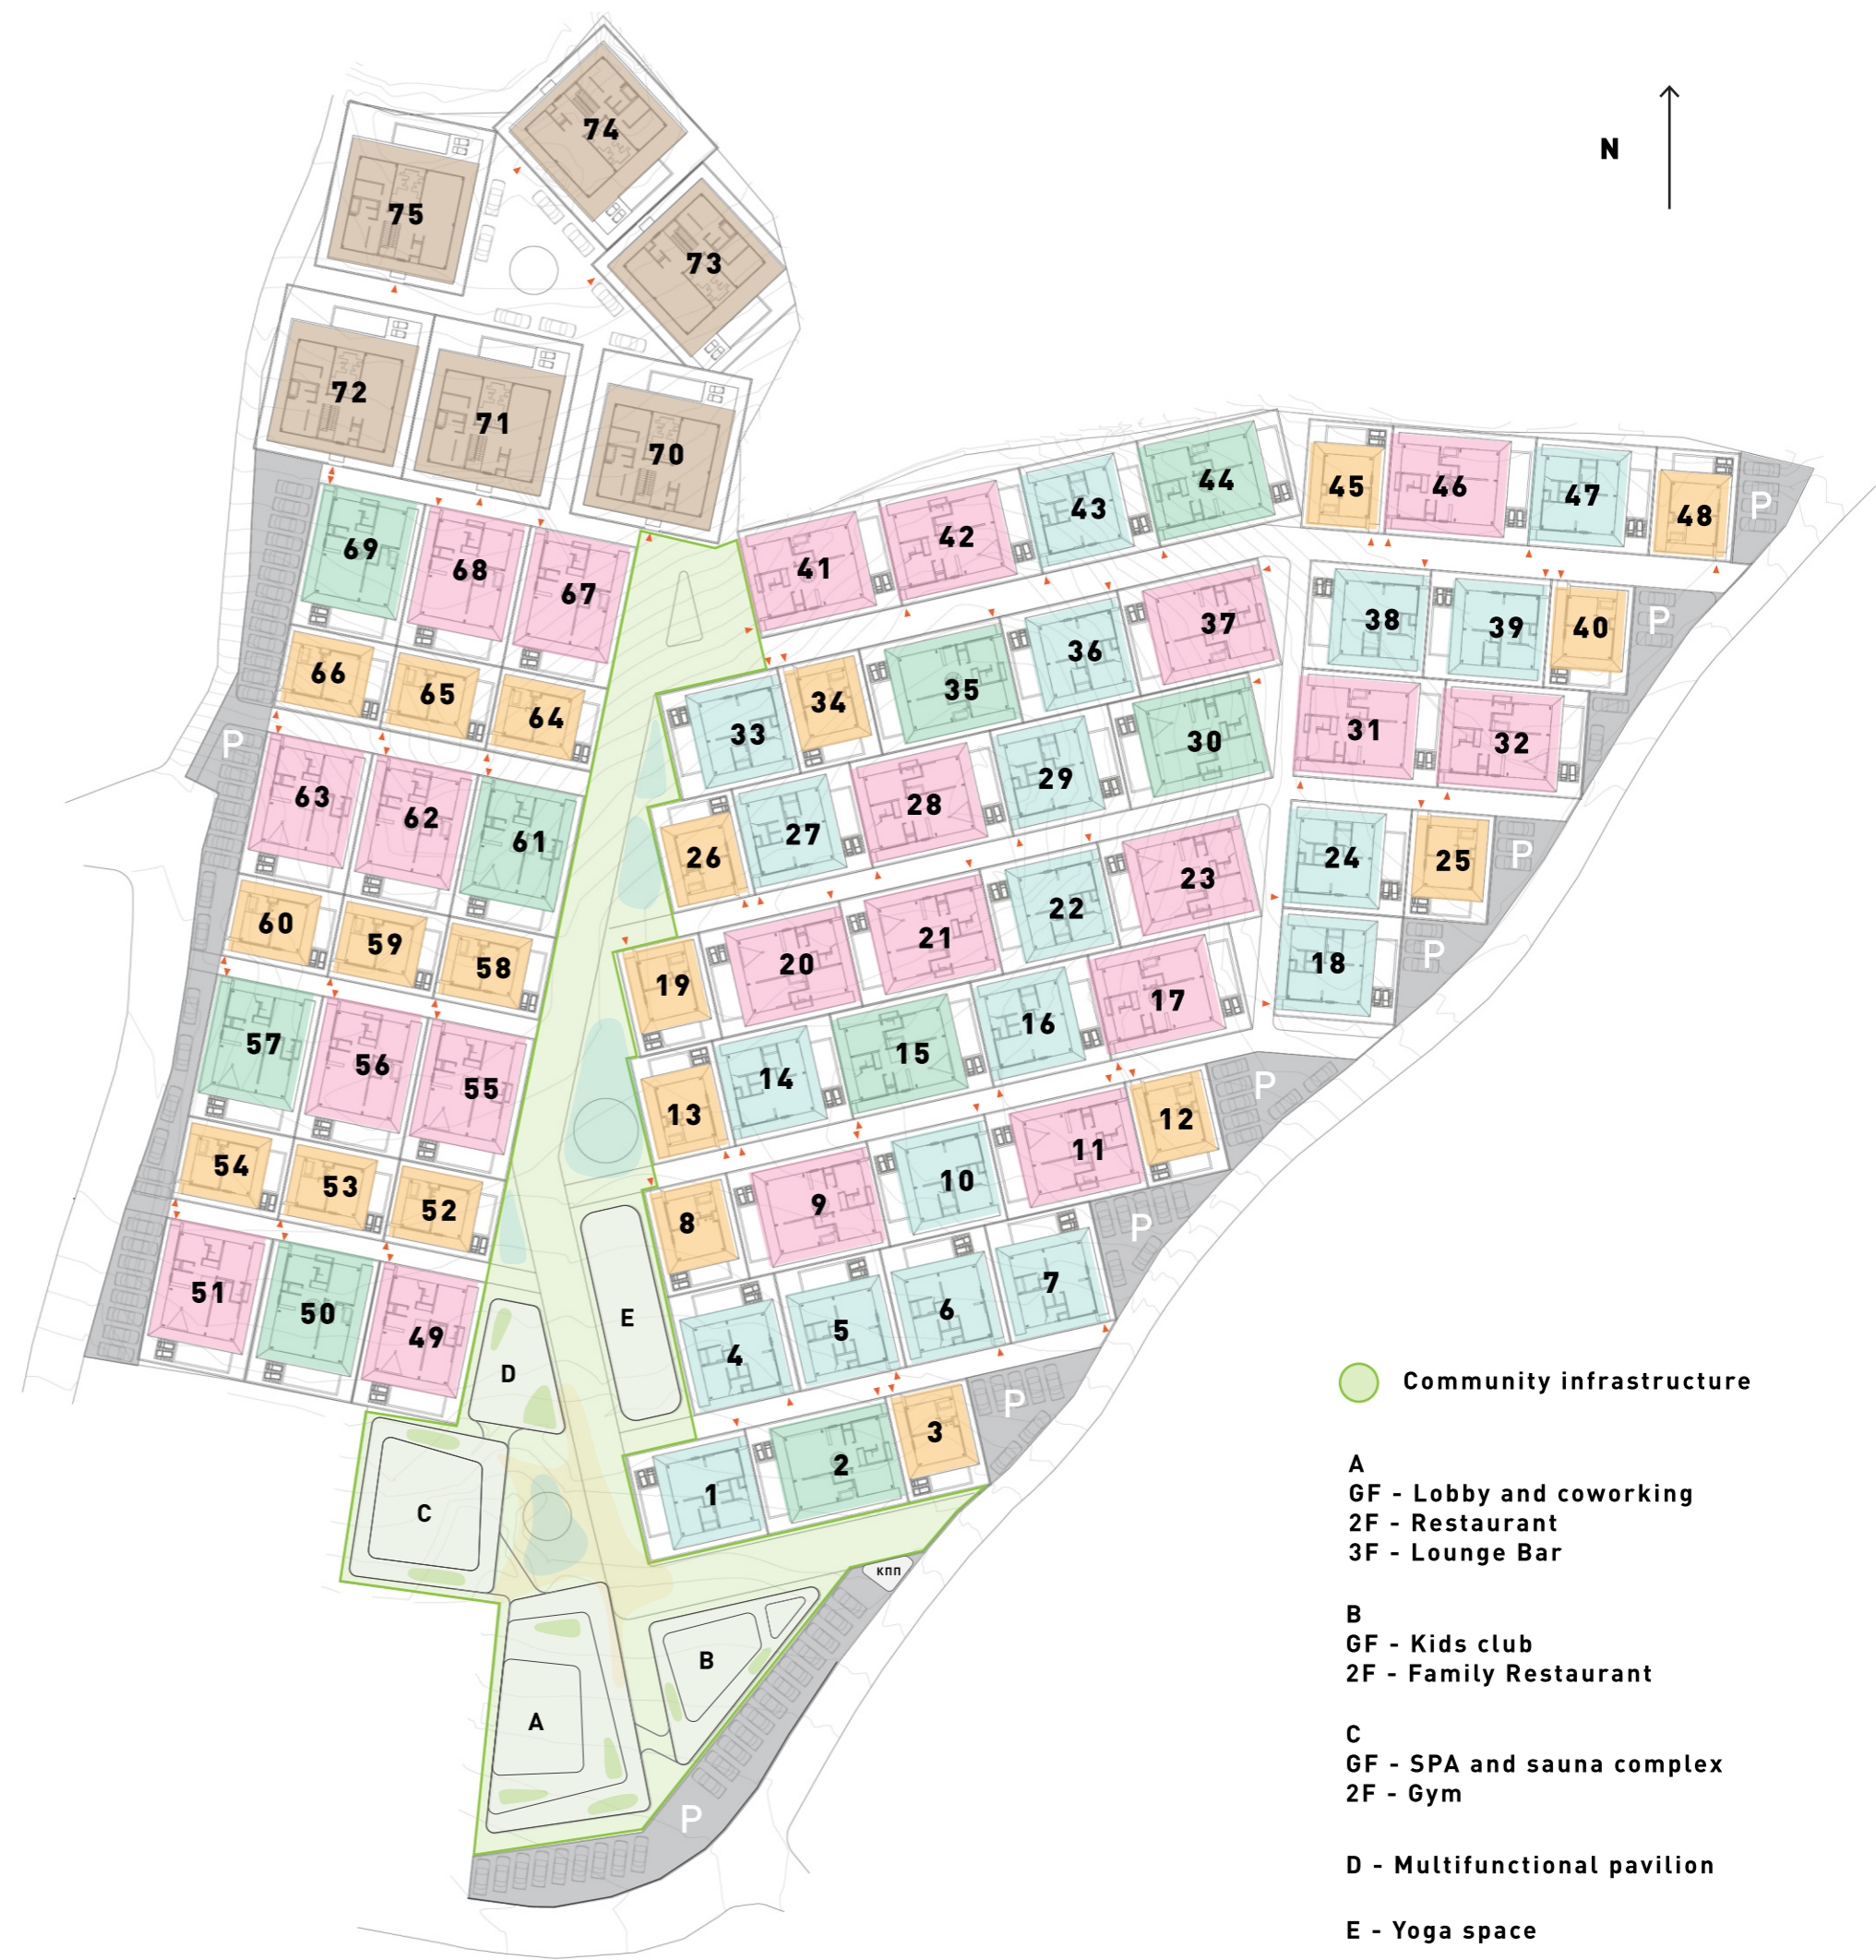 74
75
73
N
72
71
70
44
45
46
47
48
P
43
42
41
69
68
67
37
38
39
40
P
36
35
34
33
66
65
64
31
32
30
29
28
27
26
P
63
62
61
24
25
P
23
22
21
20
19
18
P
60
59
58
17
16
15
14
13
57
56
55
P
12
11
10
9
8
54
53
52
P
7
6
5
4
E
51
50
49
D
P
3
2
1
C
кпп
B
A
P
Community infrastructure
A
GF - Lobby and coworking
2F - Restaurant
3F - Lounge Bar
B
GF - Kids club
2F - Family Restaurant
C
GF - SPA and sauna complex
2F - Gym
D - Multifunctional pavilion
E - Yoga space